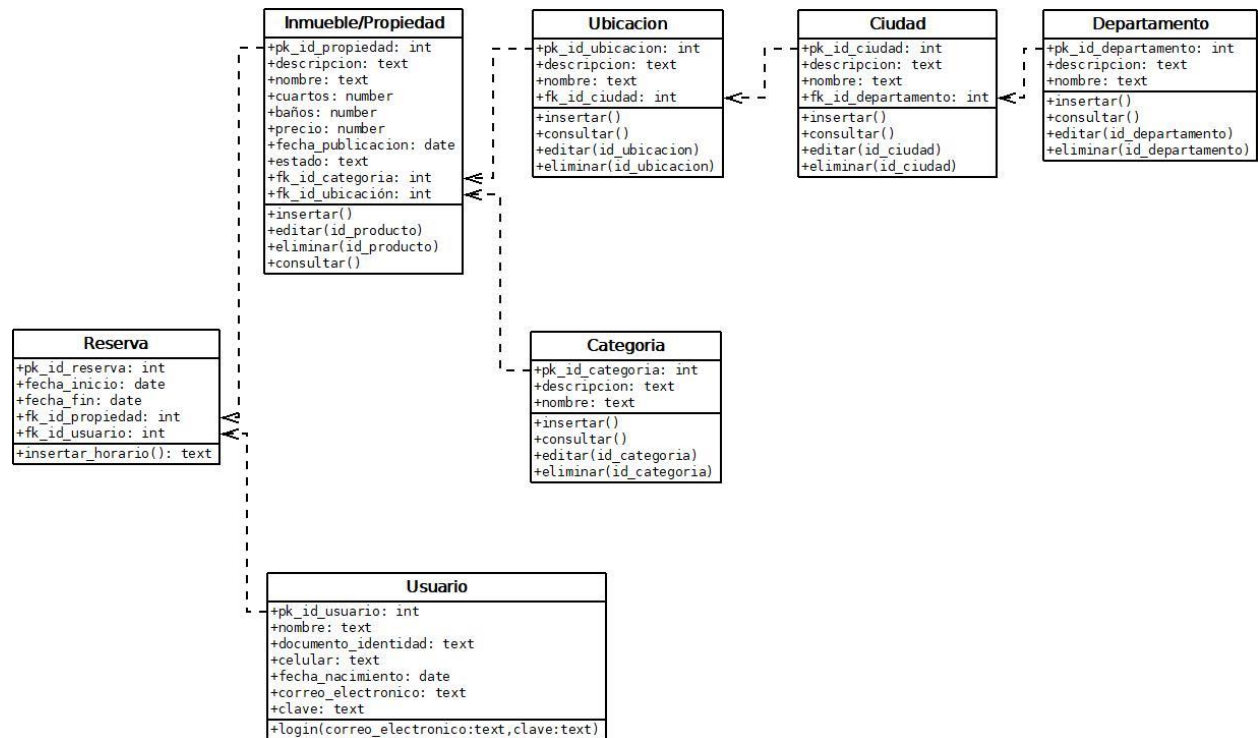 Inmueble/Propiedad
+pk_id_propiedad: int
+descripcion: text
+nombre: text
+cuartos: number
+baños: number
+precio: number
+fecha_publicacion: date
+estado: text
+fk_id_categoria: int
+fk_id_ubicación: int
+insertar()
+editar(id_producto)
+eliminar(id_producto)
+consultar()
Ubicacion
+pk_id_ubicacion: int
+descripcion: text
+nombre: text
+fk_id_ciudad: int
+insertar()
+consultar()
+editar(id_ubicacion)
+eliminar(id_ubicacion)
Ciudad
+pk_id_ciudad: int
+descripcion: text
+nombre: text
+fk_id_departamento: int
+insertar()
+consultar()
+editar(id_ciudad)
+eliminar(id_ciudad)
Departamento
+pk_id_departamento: int
+descripcion: text
+nombre: text
+insertar()
+consultar()
+editar(id_departamento)
+eliminar(id_departamento)
Reserva
+pk_id_reserva: int
+fecha_inicio: date
+fecha_fin: date
+fk_id_propiedad: int
+fk_id_usuario: int
+insertar_horario(): text
Categoria
+pk_id_categoria: int
+descripcion: text
+nombre: text
+insertar()
+consultar()
+editar(id_categoria)
+eliminar(id_categoria)
Usuario
+pk_id_usuario: int
+nombre: text
+documento_identidad: text
+celular: text
+fecha_nacimiento: date
+correo_electronico: text
+clave: text
+login(correo_electronico:text,clave:text)